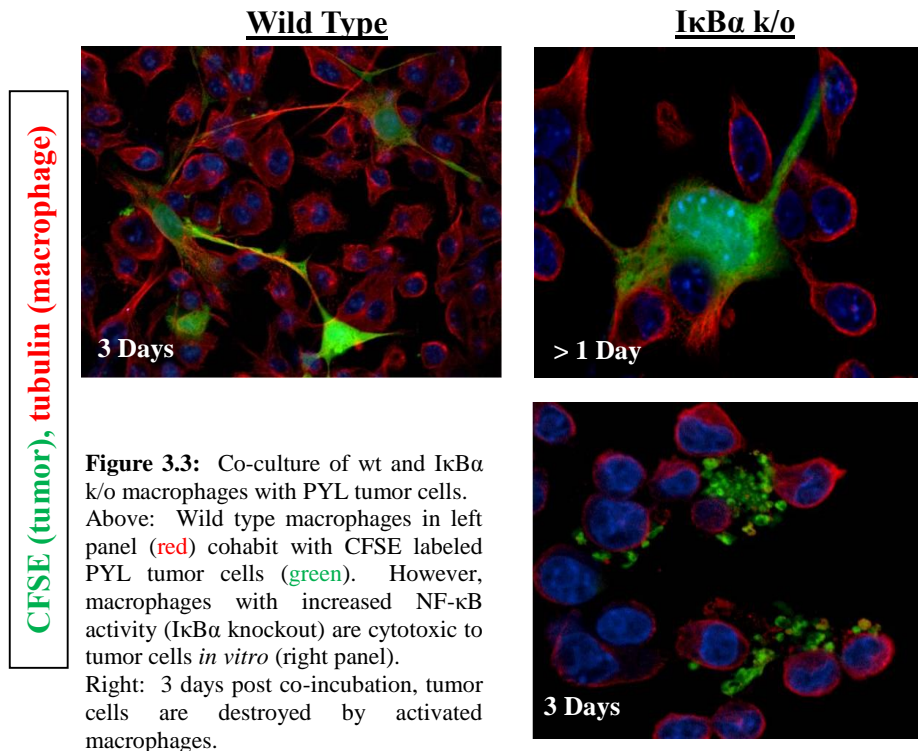 Wild Type
IκBα k/o
CFSE (tumor), tubulin (macrophage)
3 Days
> 1 Day
Figure 3.3: Co-culture of wt and IκBα
k/o macrophages with PYL tumor cells.
Above: Wild type macrophages in left
panel (red) cohabit with CFSE labeled
PYL tumor cells (green). However,
macrophages with increased NF-κB
activity (IκBα knockout) are cytotoxic to
tumor cells in vitro (right panel).
Right: 3 days post co-incubation, tumor
cells are destroyed by activated
macrophages.
3 Days